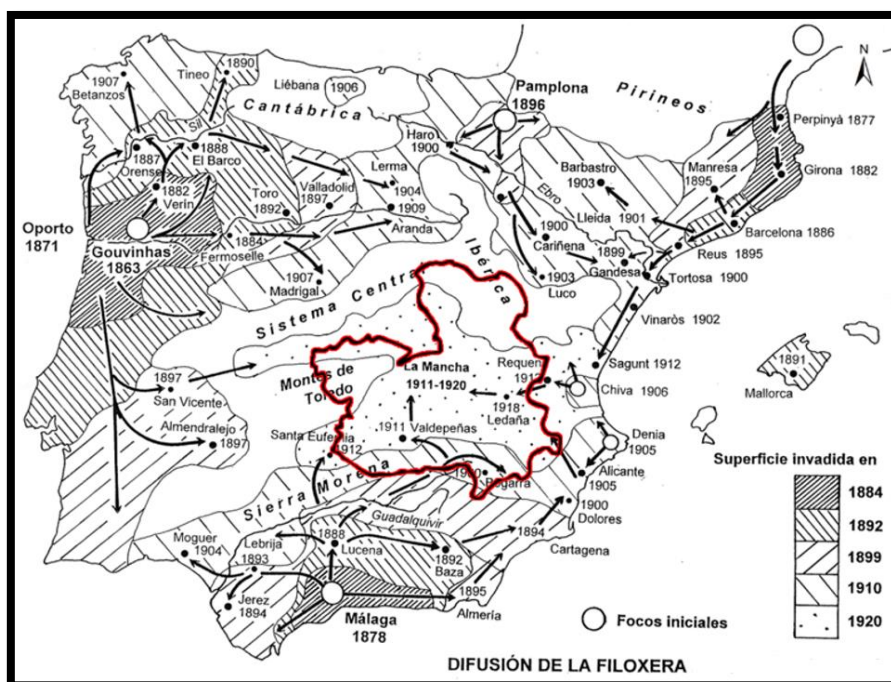 1890
Tineo
1907
Betanzos
Liébana
1906
Cantábrica
Pamplona
1896
Pirineos
N
Perpinyà 1877
Sil
1887
Orense
1888
El Barco
Haro
1900
Lerma
1904
1909
Aranda
Barbastro
1903
Manresa
1895
Girona
1882
1882
Verín
Toro
1892
Valladolid
1897
Ebro
Lleida
1901
Barcelona 1886
Oporto
1871
Gouvinhas
1863
1884
Fermoselle
1900
Cariñena
1899
Gandesa
Reus 1895
Tortosa 1900
1907
Madrigal
Ibérica
1903
Luco
Sistema Central
Vinaròs 1902
Montes de
Toledo
La Mancha
1911-1920
Requena
1912
Sagunt 1912
Chiva
1906
1891
Mallorca
1897
San Vicente
1918
Ledaña
Almendralejo
1897
Santa Eufemia
1912
1911 Valdepeñas
Denia
1905
Alicante
1905
1900
Bogarra
1900
Dolores
Sierra Morena
Guadalquivir
Moguer
1904
Lebrija
1893
1888
Lucena
1892
Baza
1894
Cartagena
Jerez
1894
1895
Almería
Málaga
1878
Superficie invadida en
1884
1892
1899
1910
1920
Focos iniciales
DIFUSIÓN DE LA FILOXERA